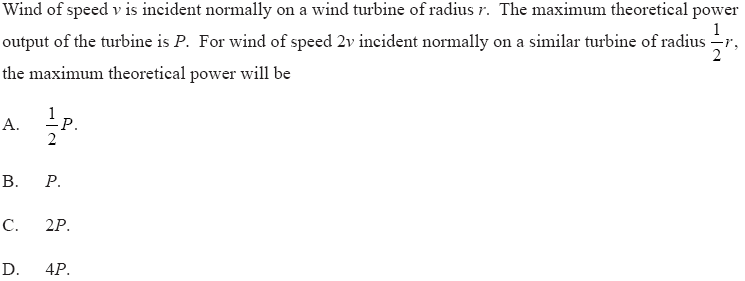 Wind of speed v is incident normally on a wind turbine of radius r. The maximum theoretical power
output of the turbine is P. For wind of speed 2v incident normally on a similar turbine of radius 1/2 r,
the maximum theoretical power will be
A. 1/2 P.
B. P.
C. 2P.
D. 4P.